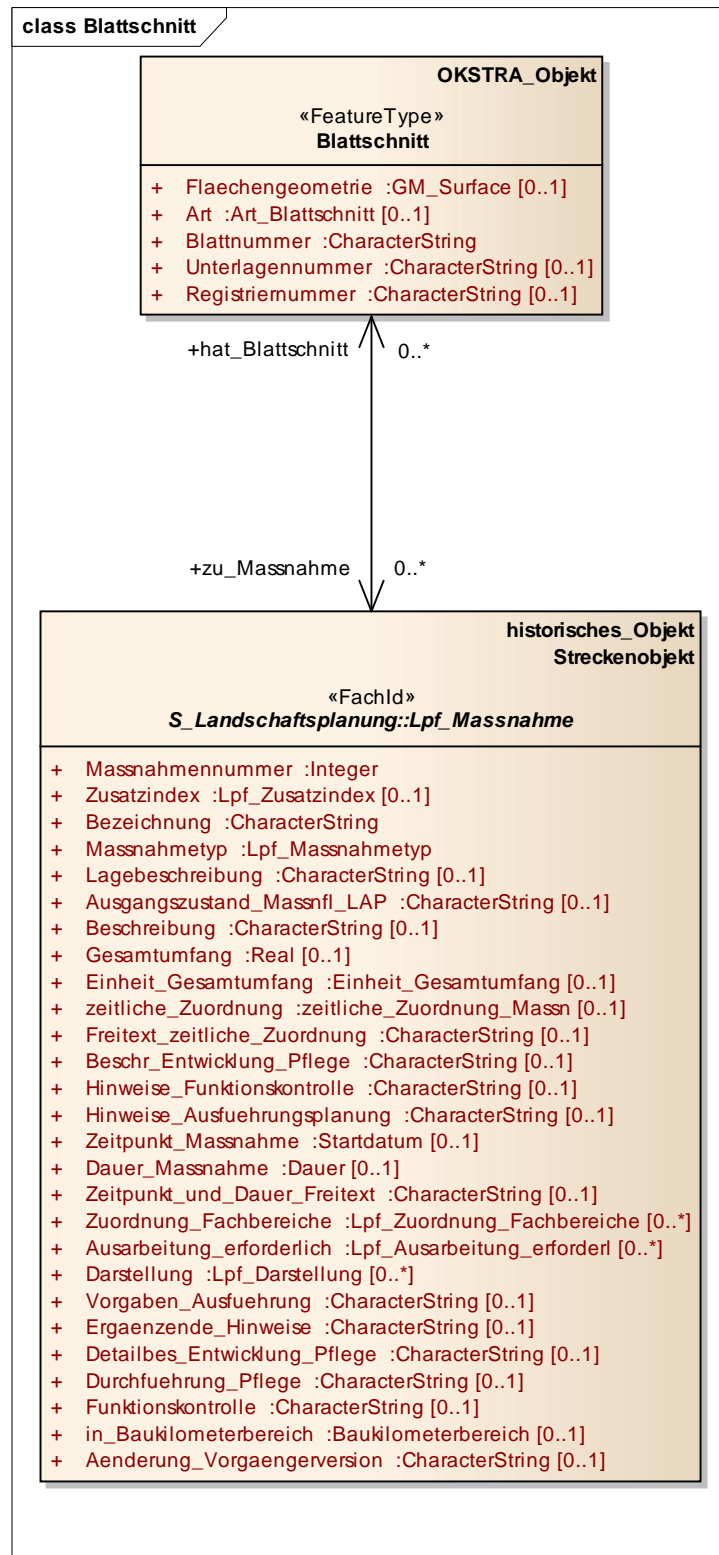 class Blattschnitt
OKSTRA_Objekt
«FeatureType»
Blattschnitt
+ Flaechengeometrie :GM_Surface [0..1]
+ Art :Art_Blattschnitt [0..1]
+ Blattnummer :CharacterString
+ Unterlagennummer :CharacterString [0..1]
+ Registriernummer :CharacterString [0..1]
+hat_Blattschnitt 0..*
+zu_Massnahme 0..*
historisches_Objekt
Streckenobjekt
«FachId»
S_Landschaftsplanung::Lpf_Massnahme
+ Massnahmennummer :Integer
+ Zusatzindex :Lpf_Zusatzindex [0..1]
+ Bezeichnung :CharacterString
+ Massnahmetyp :Lpf_Massnahmetyp
+ Lagebeschreibung :CharacterString [0..1]
+ Ausgangszustand_Massnfl_LAP :CharacterString [0..1]
+ Beschreibung :CharacterString [0..1]
+ Gesamtumfang :Real [0..1]
+ Einheit_Gesamtumfang :Einheit_Gesamtumfang [0..1]
+ zeitliche_Zuordnung :zeitliche_Zuordnung_Massn [0..1]
+ Freitext_zeitliche_Zuordnung :CharacterString [0..1]
+ Beschr_Entwicklung_Pflege :CharacterString [0..1]
+ Hinweise_Funktionskontrolle :CharacterString [0..1]
+ Hinweise_Ausfuehrungsplanung :CharacterString [0..1]
+ Zeitpunkt_Massnahme :Startdatum [0..1]
+ Dauer_Massnahme :Dauer [0..1]
+ Zeitpunkt_und_Dauer_Freitext :CharacterString [0..1]
+ Zuordnung_Fachbereiche :Lpf_Zuordnung_Fachbereiche [0..*]
+ Ausarbeitung_erforderlich :Lpf_Ausarbeitung_erforderl [0..*]
+ Darstellung :Lpf_Darstellung [0..*]
+ Vorgaben_Ausfuehrung :CharacterString [0..1]
+ Ergaenzende_Hinweise :CharacterString [0..1]
+ Detailbes_Entwicklung_Pflege :CharacterString [0..1]
+ Durchfuehrung_Pflege :CharacterString [0..1]
+ Funktionskontrolle :CharacterString [0..1]
+ in_Baukilometerbereich :Baukilometerbereich [0..1]
+ Aenderung_Vorgaengerversion :CharacterString [0..1]